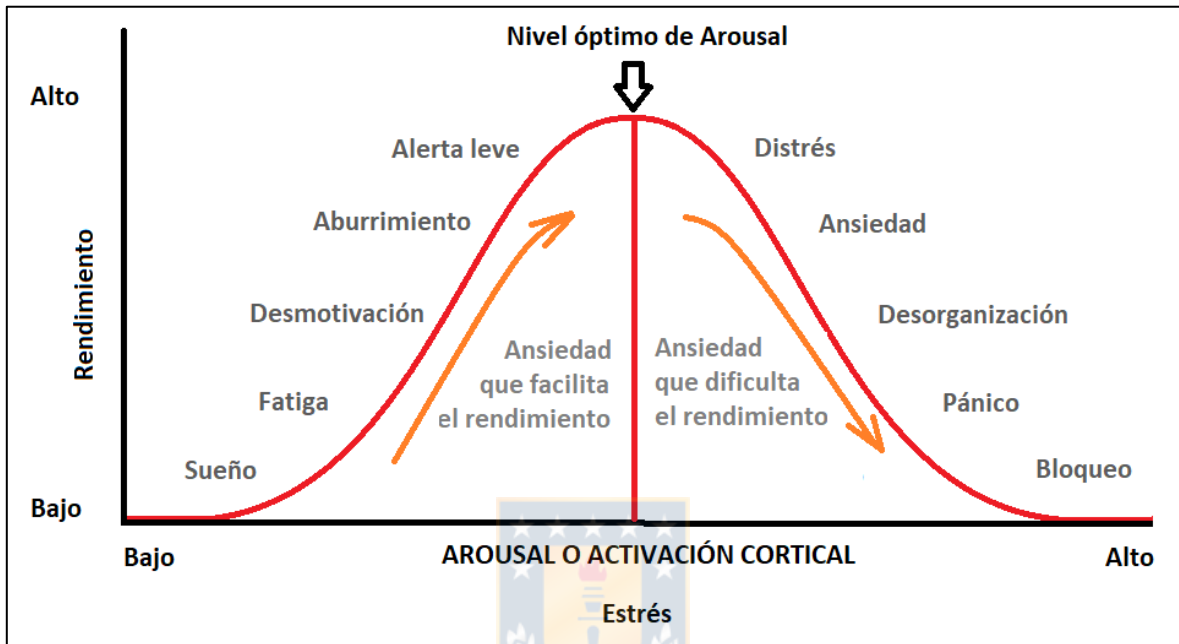 Nivel óptimo de Arousal
Alto
Alerta leve
Distrés
Aburrimiento
Ansiedad
Rendimiento
Desmotivación
Desorganización
Ansiedad
que facilita
el rendimiento
Ansiedad
que dificulta
el rendimiento
Fatiga
Pánico
Sueño
Bloqueo
Bajo
Bajo
AROUSAL O ACTIVACIÓN CORTICAL
Alto
Estrés